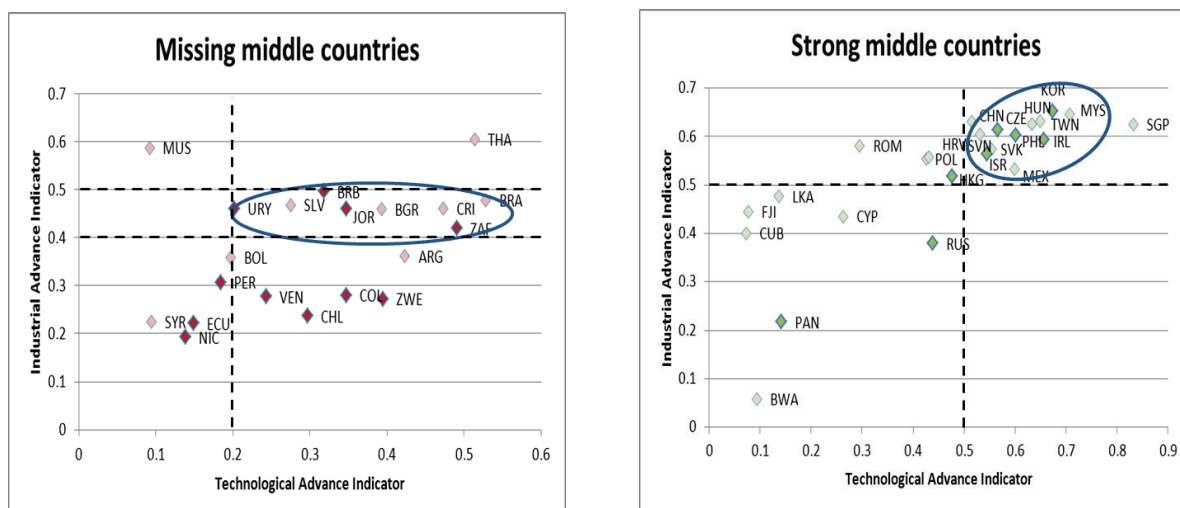 Missing middle countries
Industrial Advance Indicator
0.7
0.6
0.5
0.4
0.3
0.2
0.1
0
MUS
THA
BRB
URY
SLV
JOR
BGR
CRI
BRA
ZAF
BOL
ARG
PER
VEN
COL
ZWE
CHL
SYR
ECU
NIC
0 0.1 0.2 0.3 0.4 0.5 0.6
Technological Advance Indicator
Strong middle countries
Industrial Advance Indicator
0.7
0.6
0.5
0.4
0.3
0.2
0.1
0
KOR
HUN
MYS
CHN
CZE
TWN
SGP
ROM
HRV
SVN
PHL
IRL
POL
SVK
ISR
MEX
HKG
LKA
FJI
CYP
CUB
RUS
PAN
BWA
0 0.1 0.2 0.3 0.4 0.5 0.6 0.7 0.8 0.9
Technological Advance Indicator